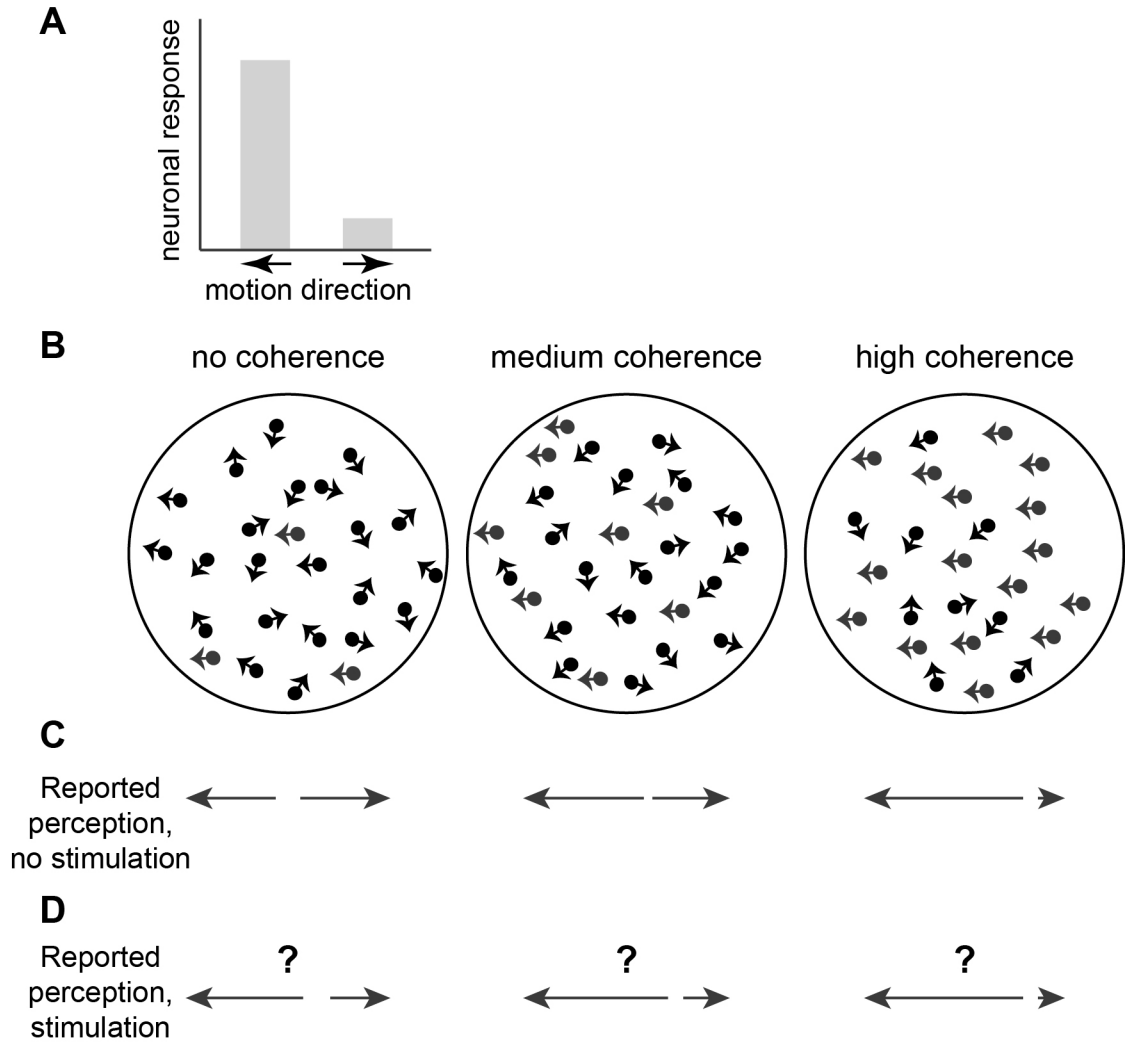 A
neuronal response
motion direction
B
no coherence
medium coherence
high coherence
C
Reported
perception,
no stimulation
D
Reported
perception,
stimulation
?
?
?